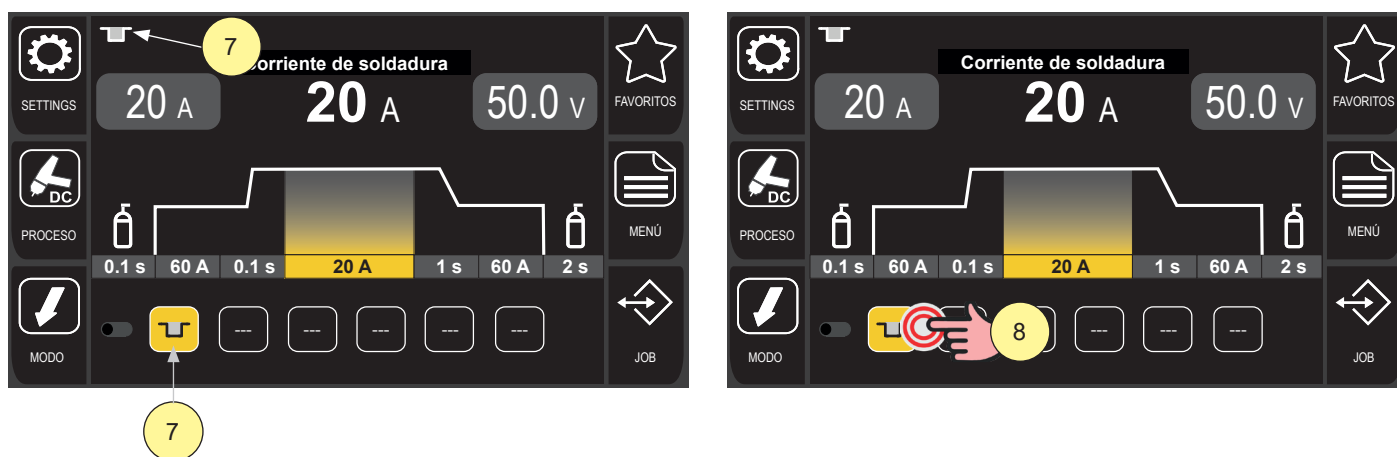 7
Corriente de soldadura
SETTINGS
20 A
20 A
50.0 V
FAVORITOS
DC
PROCESO
MENÚ
0.1 s 60 A 0.1 s 20 A 1 s 60 A 2 s
--- --- --- --- ---
MODO
JOB
7
Corriente de soldadura
SETTINGS
20 A
20 A
50.0 V
FAVORITOS
DC
PROCESO
MENÚ
0.1 s 60 A 0.1 s 20 A 1 s 60 A 2 s
8
--- ---
MODO
JOB